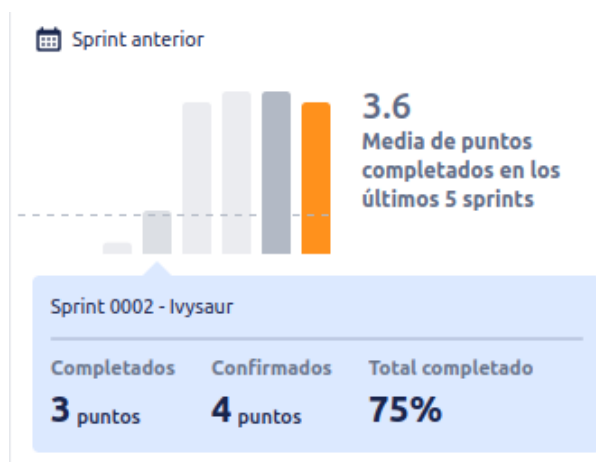 Sprint anterior
3.6
Media de puntos
completados en los
últimos 5 sprints
Sprint 0002 - Ivysaur
Completados Confirmados Total completado
3 puntos 4 puntos 75%